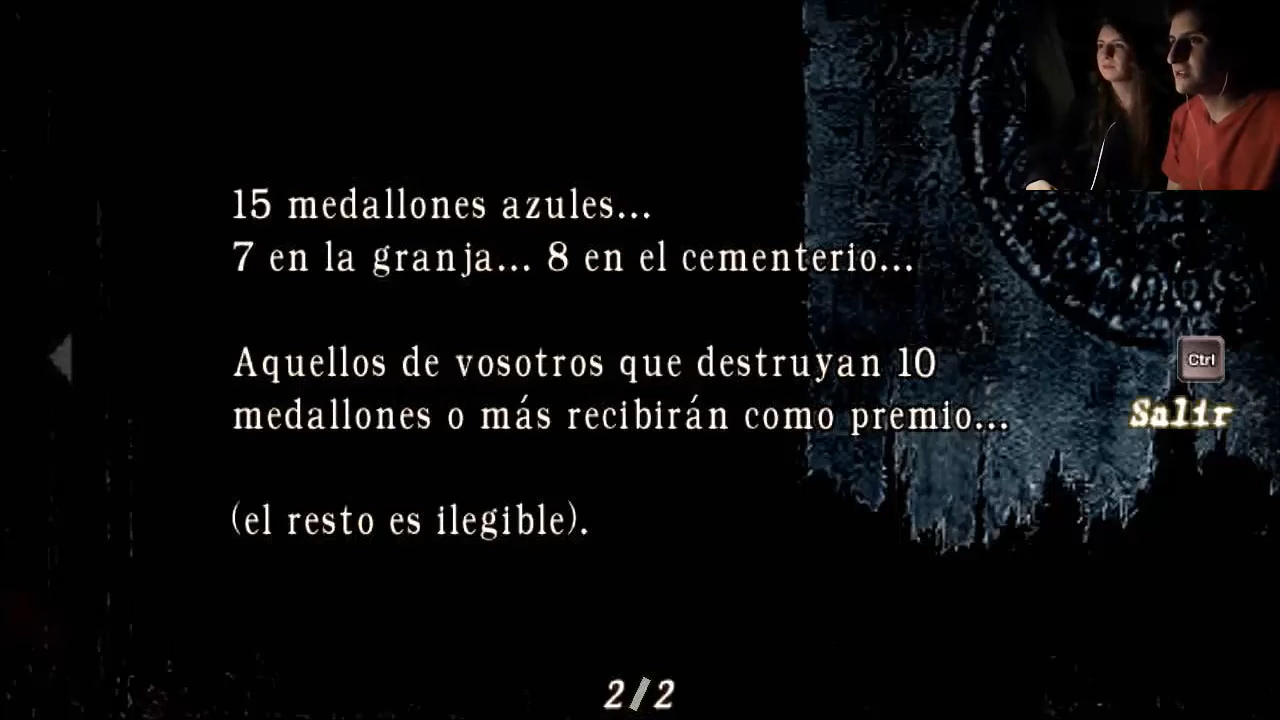 15 medallones azules...
7 en la granja... 8 en el cementerio...
Aquellos de vosotros que destruyan 10
medallones o más recibirán como premio...
(el resto es ilegible).
Ctrl
Salir
2/2